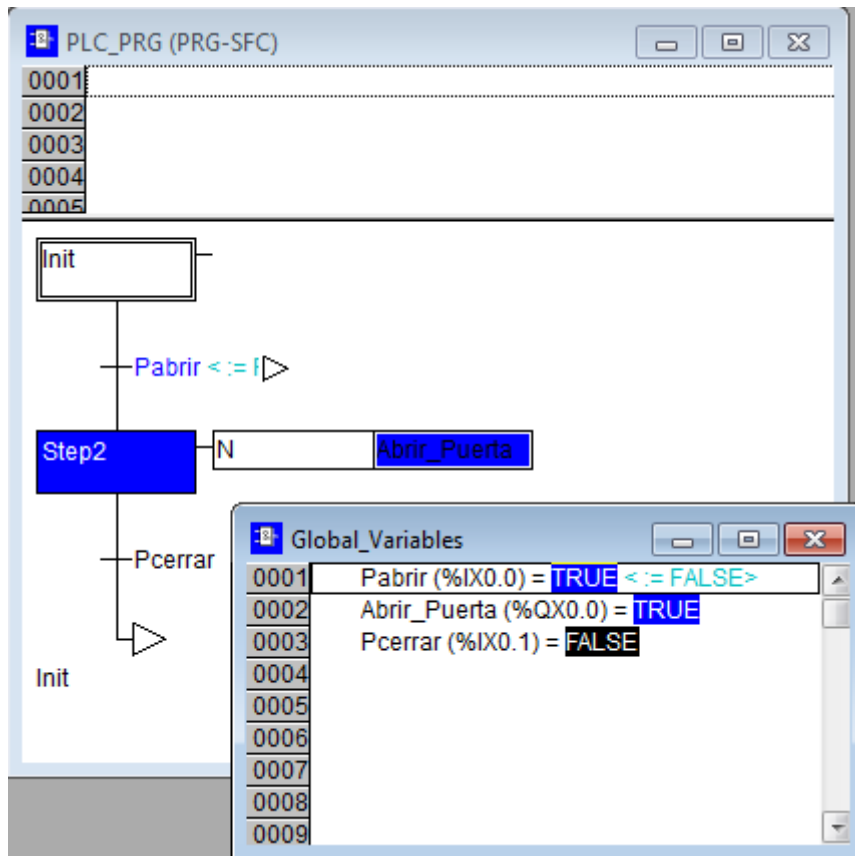 PLC_PRG (PRG-SFC)
0001
0002
0003
0004
0005
Init
Pabrir < := F
Step2
N
Abrir_Puerta
Pcerrar
Init
Global_Variables
0001 Pabrir (%IX0.0) = TRUE < := FALSE>
0002 Abrir_Puerta (%QX0.0) = TRUE
0003 Pcerrar (%IX0.1) = FALSE
0004
0005
0006
0007
0008
0009